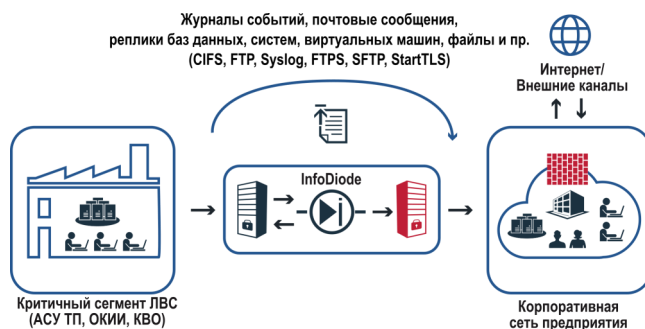 Журналы событий, почтовые сообщения,
реплики баз данных, систем, виртуальных машин, файлы и пр.
(CIFS, FTP, Syslog, FTPS, SFTP, StartTLS)
Интернет/
Внешние каналы
InfoDiode
Критичный сегмент ЛВС
(АСУ ТП, ОКИИ, КВО)
Корпоративная
сеть предприятия